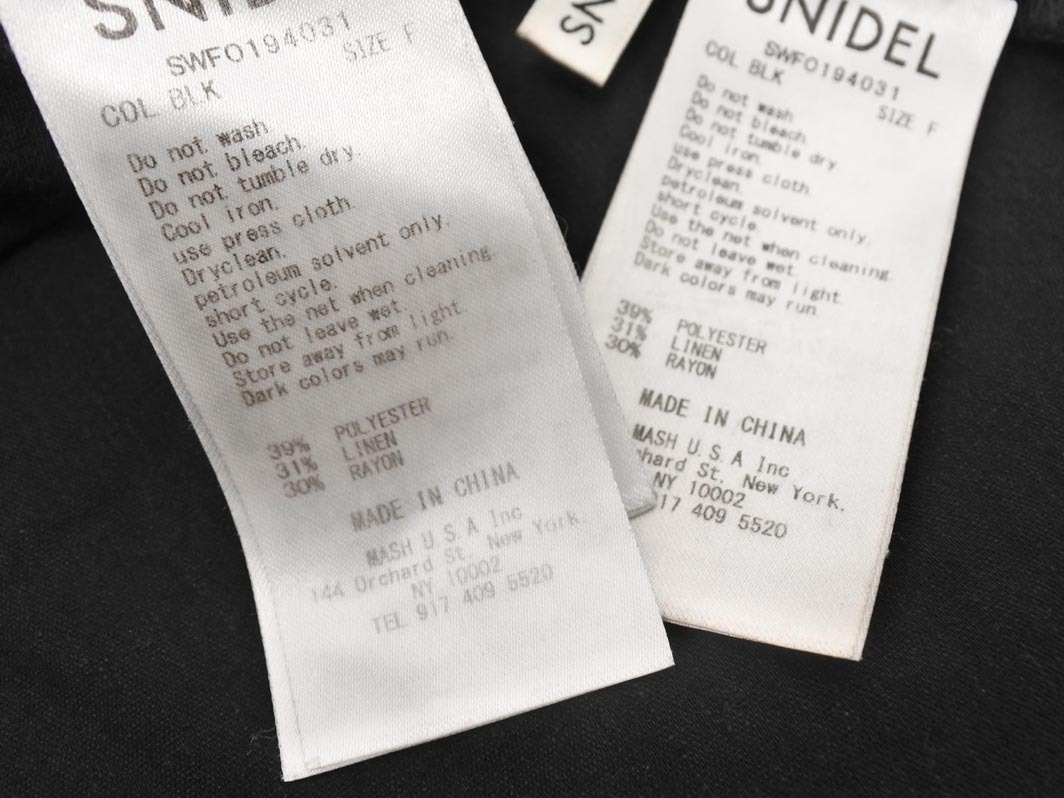 SNIDEL
SWFO194031
SIZE F
COL BLK
Do not wash.
Do not bleach.
Do not tumble dry.
Cool iron.
use press cloth.
Dryclean.
petroleum solvent only.
short cycle.
Use the net when cleaning.
Do not leave wet.
Store away from light.
Dark colors may run.
39% POLYESTER
31% LINEN
30% RAYON
MADE IN CHINA
MASH U.S.A Inc
144 Orchard St. New York.
NY 10002
TEL 917 409 5520
SN
SNIDEL
SWFO194031
SIZE F
COL BLK
Do not wash.
Do not bleach.
Do not tumble dry
Cool iron.
use press cloth.
Dryclean.
petroleum solvent only.
short cycle.
Use the net when cleaning.
Do not leave wet.
Store away from light.
Dark colors may run.
39% POLYESTER
31% LINEN
30% RAYON
MADE IN CHINA
MASH U.S.A Inc
hard St. New York.
NY 10002
17 409 5520